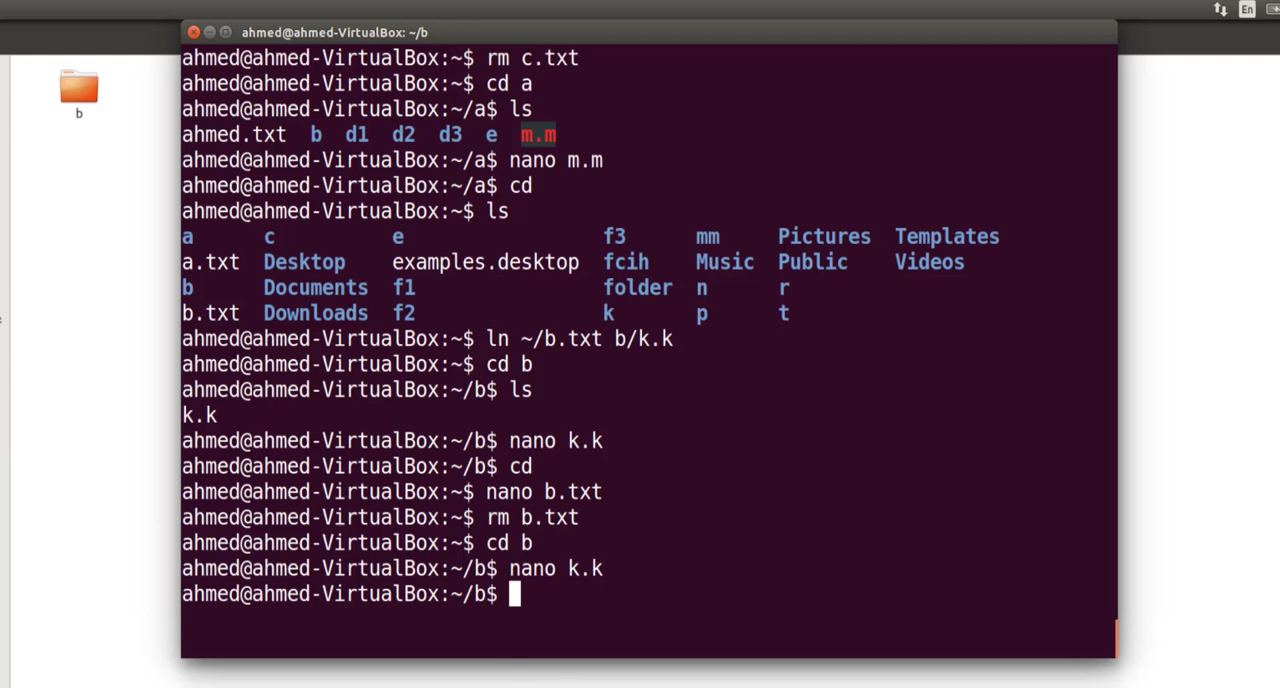 En
ahmed@ahmed-VirtualBox: ~/b
b
ahmed@ahmed-VirtualBox:~$ rm c.txt
ahmed@ahmed-VirtualBox:~$ cd a
ahmed@ahmed-VirtualBox:~/a$ ls
ahmed.txt b d1 d2 d3 e m.m
ahmed@ahmed-VirtualBox:~/a$ nano m.m
ahmed@ahmed-VirtualBox:~/a$ cd
ahmed@ahmed-VirtualBox:~$ ls
a c e f3 mm Pictures Templates
a.txt Desktop examples.desktop fcih Music Public Videos
b Documents f1 folder n r
b.txt Downloads f2 k p t
ahmed@ahmed-VirtualBox:~$ ln ~/b.txt b/k.k
ahmed@ahmed-VirtualBox:~$ cd b
ahmed@ahmed-VirtualBox:~/b$ ls
k.k
ahmed@ahmed-VirtualBox:~/b$ nano k.k
ahmed@ahmed-VirtualBox:~/b$ cd
ahmed@ahmed-VirtualBox:~$ nano b.txt
ahmed@ahmed-VirtualBox:~$ rm b.txt
ahmed@ahmed-VirtualBox:~$ cd b
ahmed@ahmed-VirtualBox:~/b$ nano k.k
ahmed@ahmed-VirtualBox:~/b$